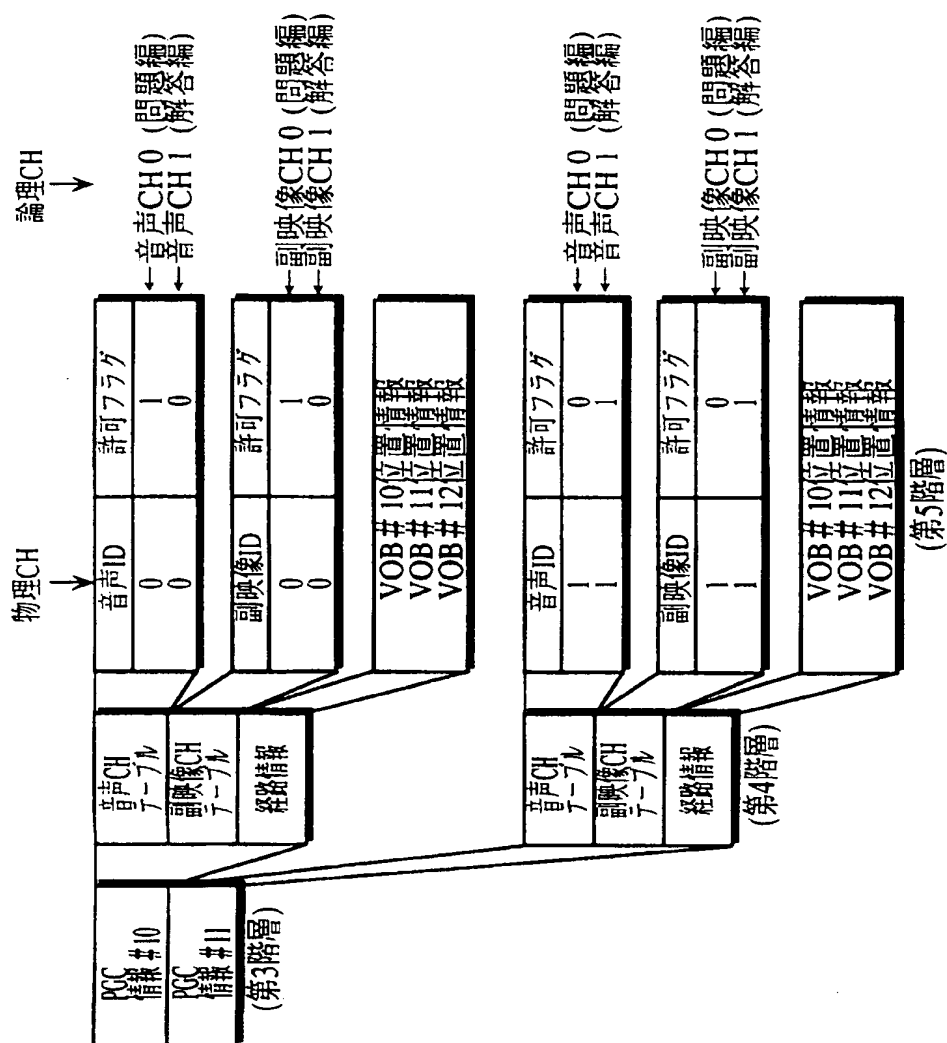 PGC
情報#10
PGC
情報#11
(第3階層)
音声CH
テーブル
副映像CH
テーブル
経路情報
音声CH
テーブル
副映像CH
テーブル
経路情報
(第4階層)
物理CH
論理CH
音声ID 許可フラグ
0 1
0 0
音声CH0 (問題編)
音声CH1 (解答編)
副映像ID 許可フラグ
0 1
0 0
副映像CH0 (問題編)
副映像CH1 (解答編)
VOB#10位置情報
VOB#11位置情報
VOB#12位置情報
音声ID 許可フラグ
1 0
1 1
音声CH0 (問題編)
音声CH1 (解答編)
副映像ID 許可フラグ
1 0
1 1
副映像CH0 (問題編)
副映像CH1 (解答編)
VOB#10位置情報
VOB#11位置情報
VOB#12位置情報
(第5階層)